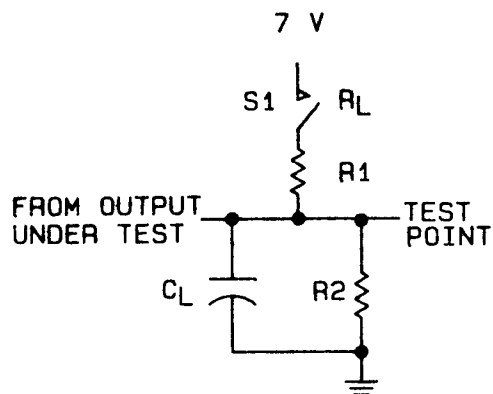 7 V
S1
RL
R1
FROM OUTPUT
UNDER TEST
TEST
POINT
CL
R2